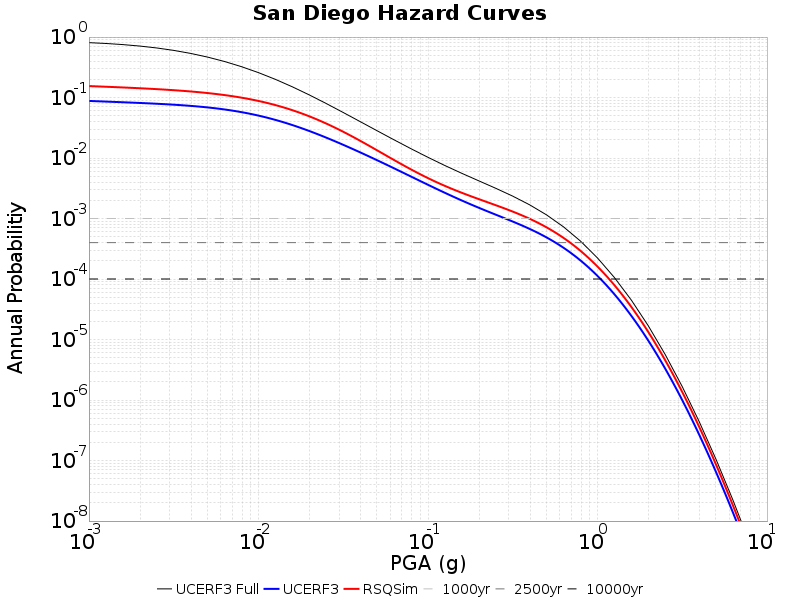 San Diego Hazard Curves
10^0
10^-1
10^-2
10^-3
10^-4
10^-5
10^-6
10^-7
10^-8
Annual Probabilitiy
10^-3 10^-2 10^-1 10^0 10^1
PGA (g)
UCERF3 Full UCERF3 RSQSim 1000yr 2500yr 10000yr